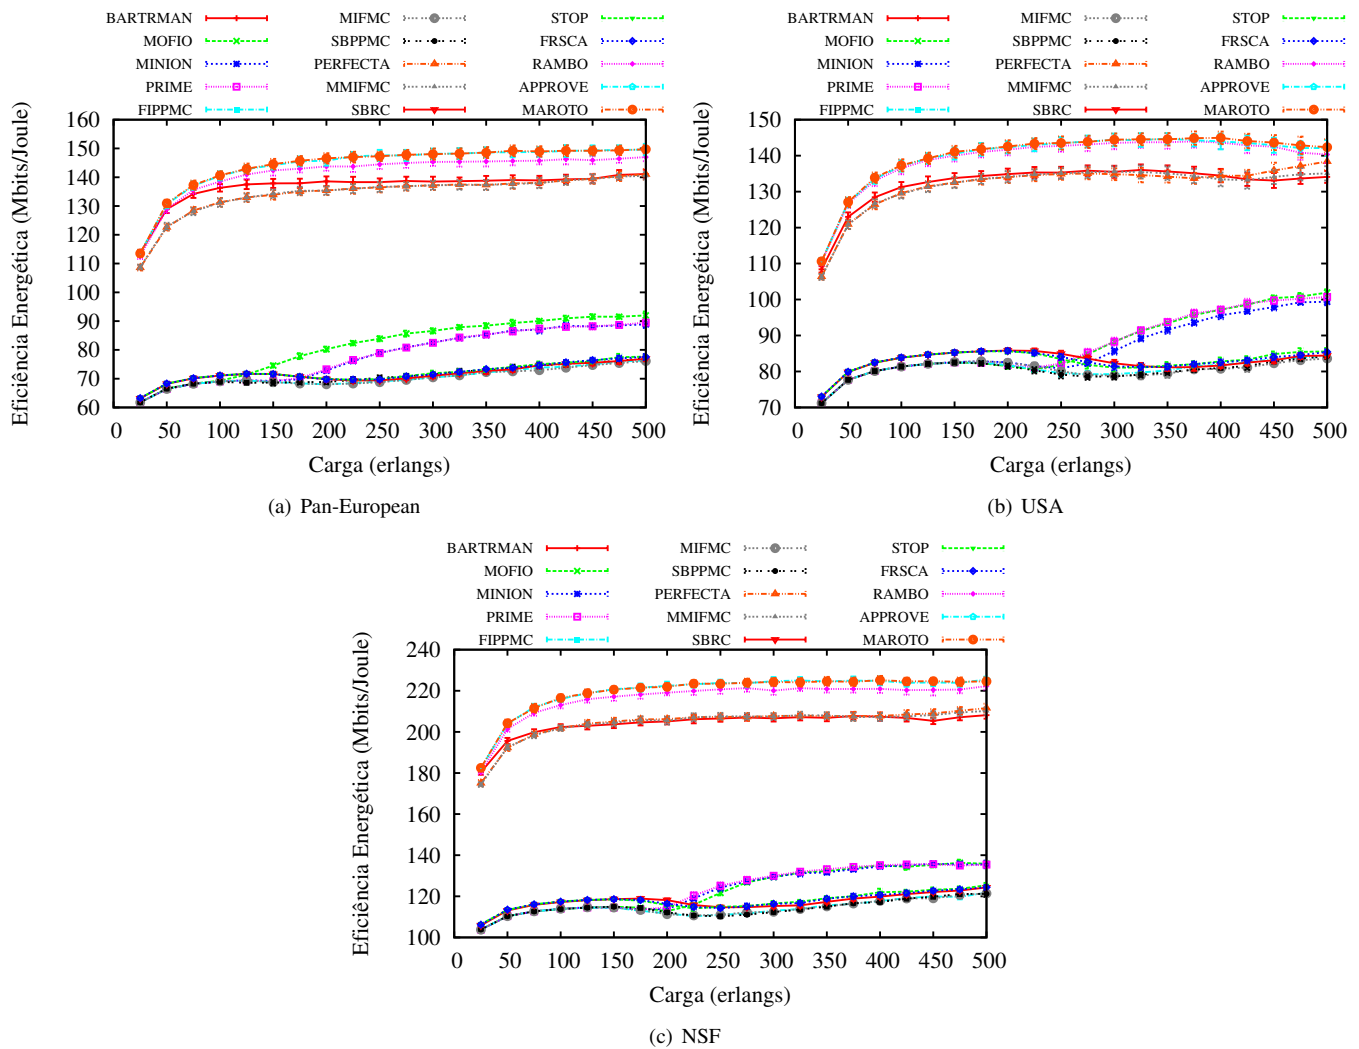 BARTRMAN MIFMC STOP
MOFIO SBPPMC FRSCA
MINION PERFECTA RAMBO
PRIME MMIFMC APPROVE
FIPPMC SBRC MAROTO
Eficiência Energética (Mbits/Joule)
160
150
140
130
120
110
100
90
80
70
60
0 50 100 150 200 250 300 350 400 450 500
Carga (erlangs)
(a) Pan-European
BARTRMAN MIFMC STOP
MOFIO SBPPMC FRSCA
MINION PERFECTA RAMBO
PRIME MMIFMC APPROVE
FIPPMC SBRC MAROTO
Eficiência Energética (Mbits/Joule)
150
140
130
120
110
100
90
80
70
0 50 100 150 200 250 300 350 400 450 500
Carga (erlangs)
(b) USA
BARTRMAN MIFMC STOP
MOFIO SBPPMC FRSCA
MINION PERFECTA RAMBO
PRIME MMIFMC APPROVE
FIPPMC SBRC MAROTO
Eficiência Energética (Mbits/Joule)
240
220
200
180
160
140
120
100
0 50 100 150 200 250 300 350 400 450 500
Carga (erlangs)
(c) NSF